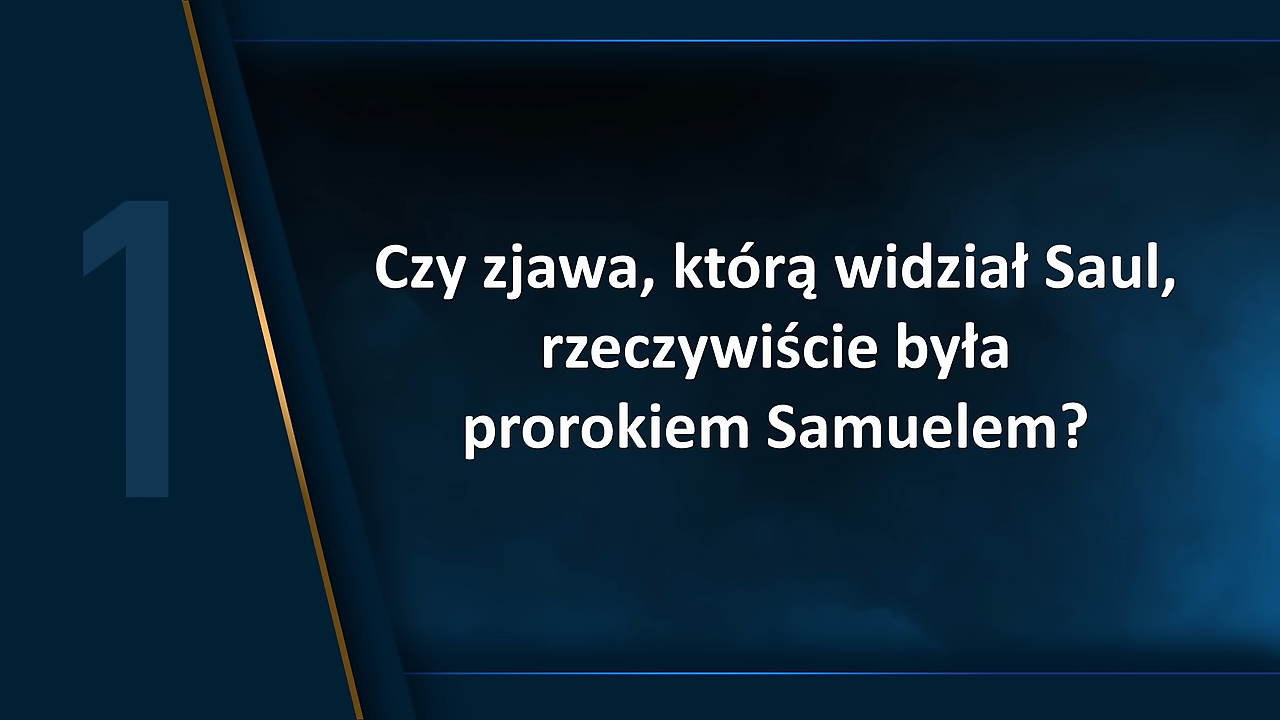 1
Czy zjawa, którą widział Saul,
rzeczywiście była
prorokiem Samuelem?